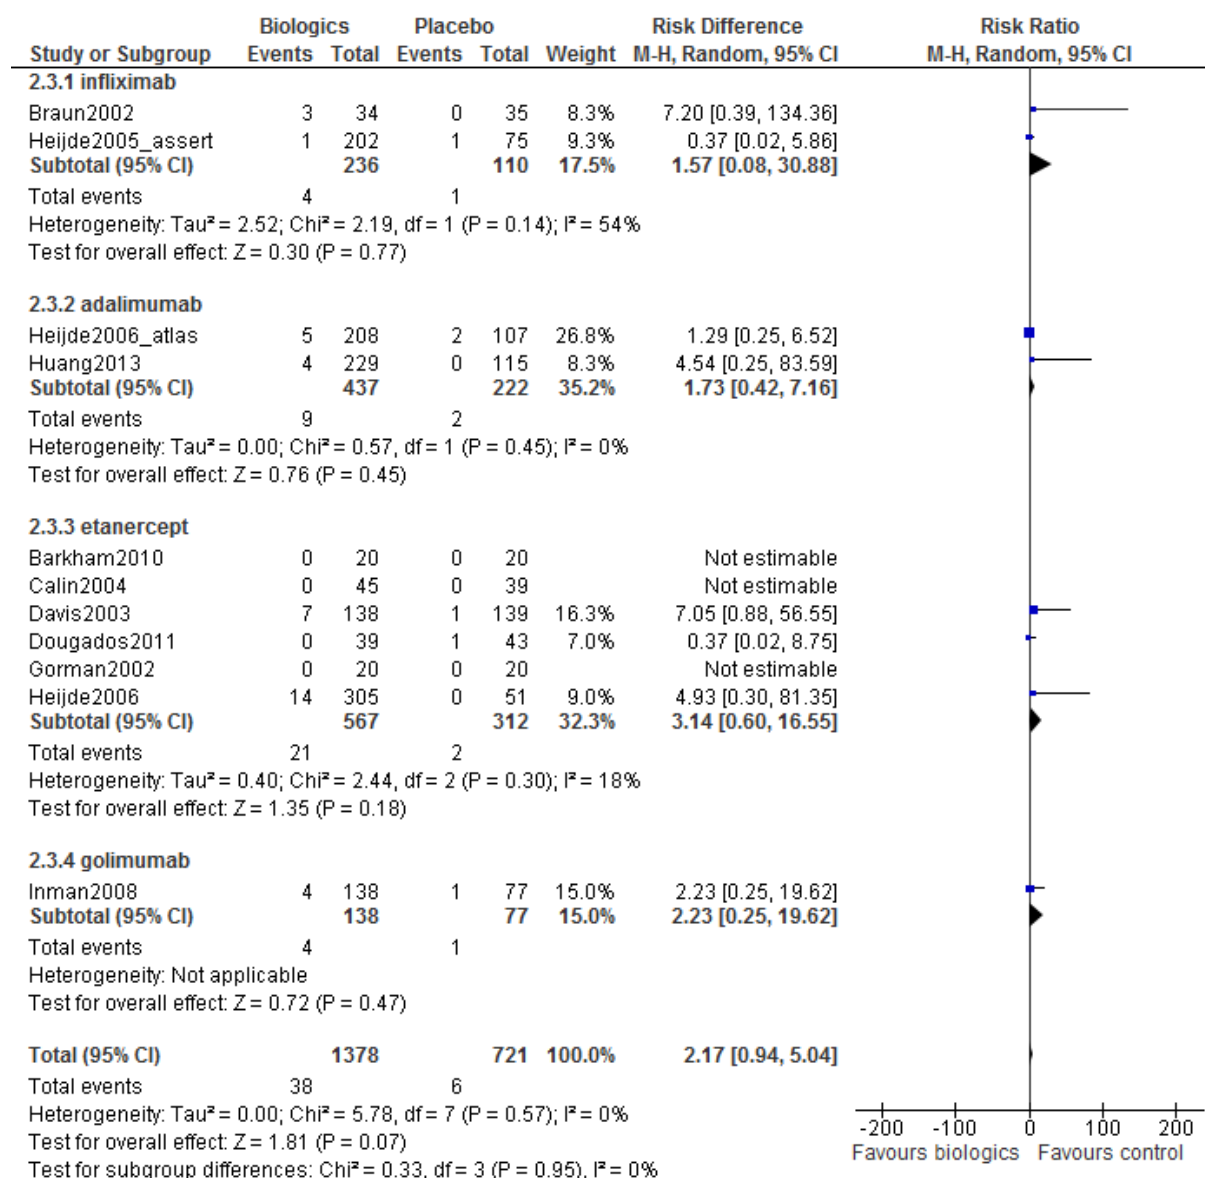 Biologics Placebo Risk Difference Risk Ratio
Study or Subgroup Events Total Events Total Weight M-H, Random, 95% CI M-H, Random, 95% CI
2.3.1 infliximab
Braun2002 3 34 0 35 8.3% 7.20 [0.39, 134.36]
Heijde2005_assert 1 202 1 75 9.3% 0.37 [0.02, 5.86]
Subtotal (95% CI) 236 110 17.5% 1.57 [0.08, 30.88]
Total events 4 1
Heterogeneity: Tau² = 2.52; Chi² = 2.19, df = 1 (P = 0.14); I² = 54%
Test for overall effect: Z = 0.30 (P = 0.77)
2.3.2 adalimumab
Heijde2006_atlas 5 208 2 107 26.8% 1.29 [0.25, 6.52]
Huang2013 4 229 0 115 8.3% 4.54 [0.25, 83.59]
Subtotal (95% CI) 437 222 35.2% 1.73 [0.42, 7.16]
Total events 9 2
Heterogeneity: Tau² = 0.00; Chi² = 0.57, df = 1 (P = 0.45); I² = 0%
Test for overall effect: Z = 0.76 (P = 0.45)
2.3.3 etanercept
Barkham2010 0 20 0 20 Not estimable
Calin2004 0 45 0 39 Not estimable
Davis2003 7 138 1 139 16.3% 7.05 [0.88, 56.55]
Dougados2011 0 39 1 43 7.0% 0.37 [0.02, 8.75]
Gorman2002 0 20 0 20 Not estimable
Heijde2006 14 305 0 51 9.0% 4.93 [0.30, 81.35]
Subtotal (95% CI) 567 312 32.3% 3.14 [0.60, 16.55]
Total events 21 2
Heterogeneity: Tau² = 0.40; Chi² = 2.44, df = 2 (P = 0.30); I² = 18%
Test for overall effect: Z = 1.35 (P = 0.18)
2.3.4 golimumab
Inman2008 4 138 1 77 15.0% 2.23 [0.25, 19.62]
Subtotal (95% CI) 138 77 15.0% 2.23 [0.25, 19.62]
Total events 4 1
Heterogeneity: Not applicable
Test for overall effect: Z = 0.72 (P = 0.47)
Total (95% CI) 1378 721 100.0% 2.17 [0.94, 5.04]
Total events 38 6
Heterogeneity: Tau² = 0.00; Chi² = 5.78, df = 7 (P = 0.57); I² = 0%
Test for overall effect: Z = 1.81 (P = 0.07)
Test for subgroup differences: Chi² = 0.33, df = 3 (P = 0.95), I² = 0%
-200 -100 0 100 200
Favours biologics Favours control